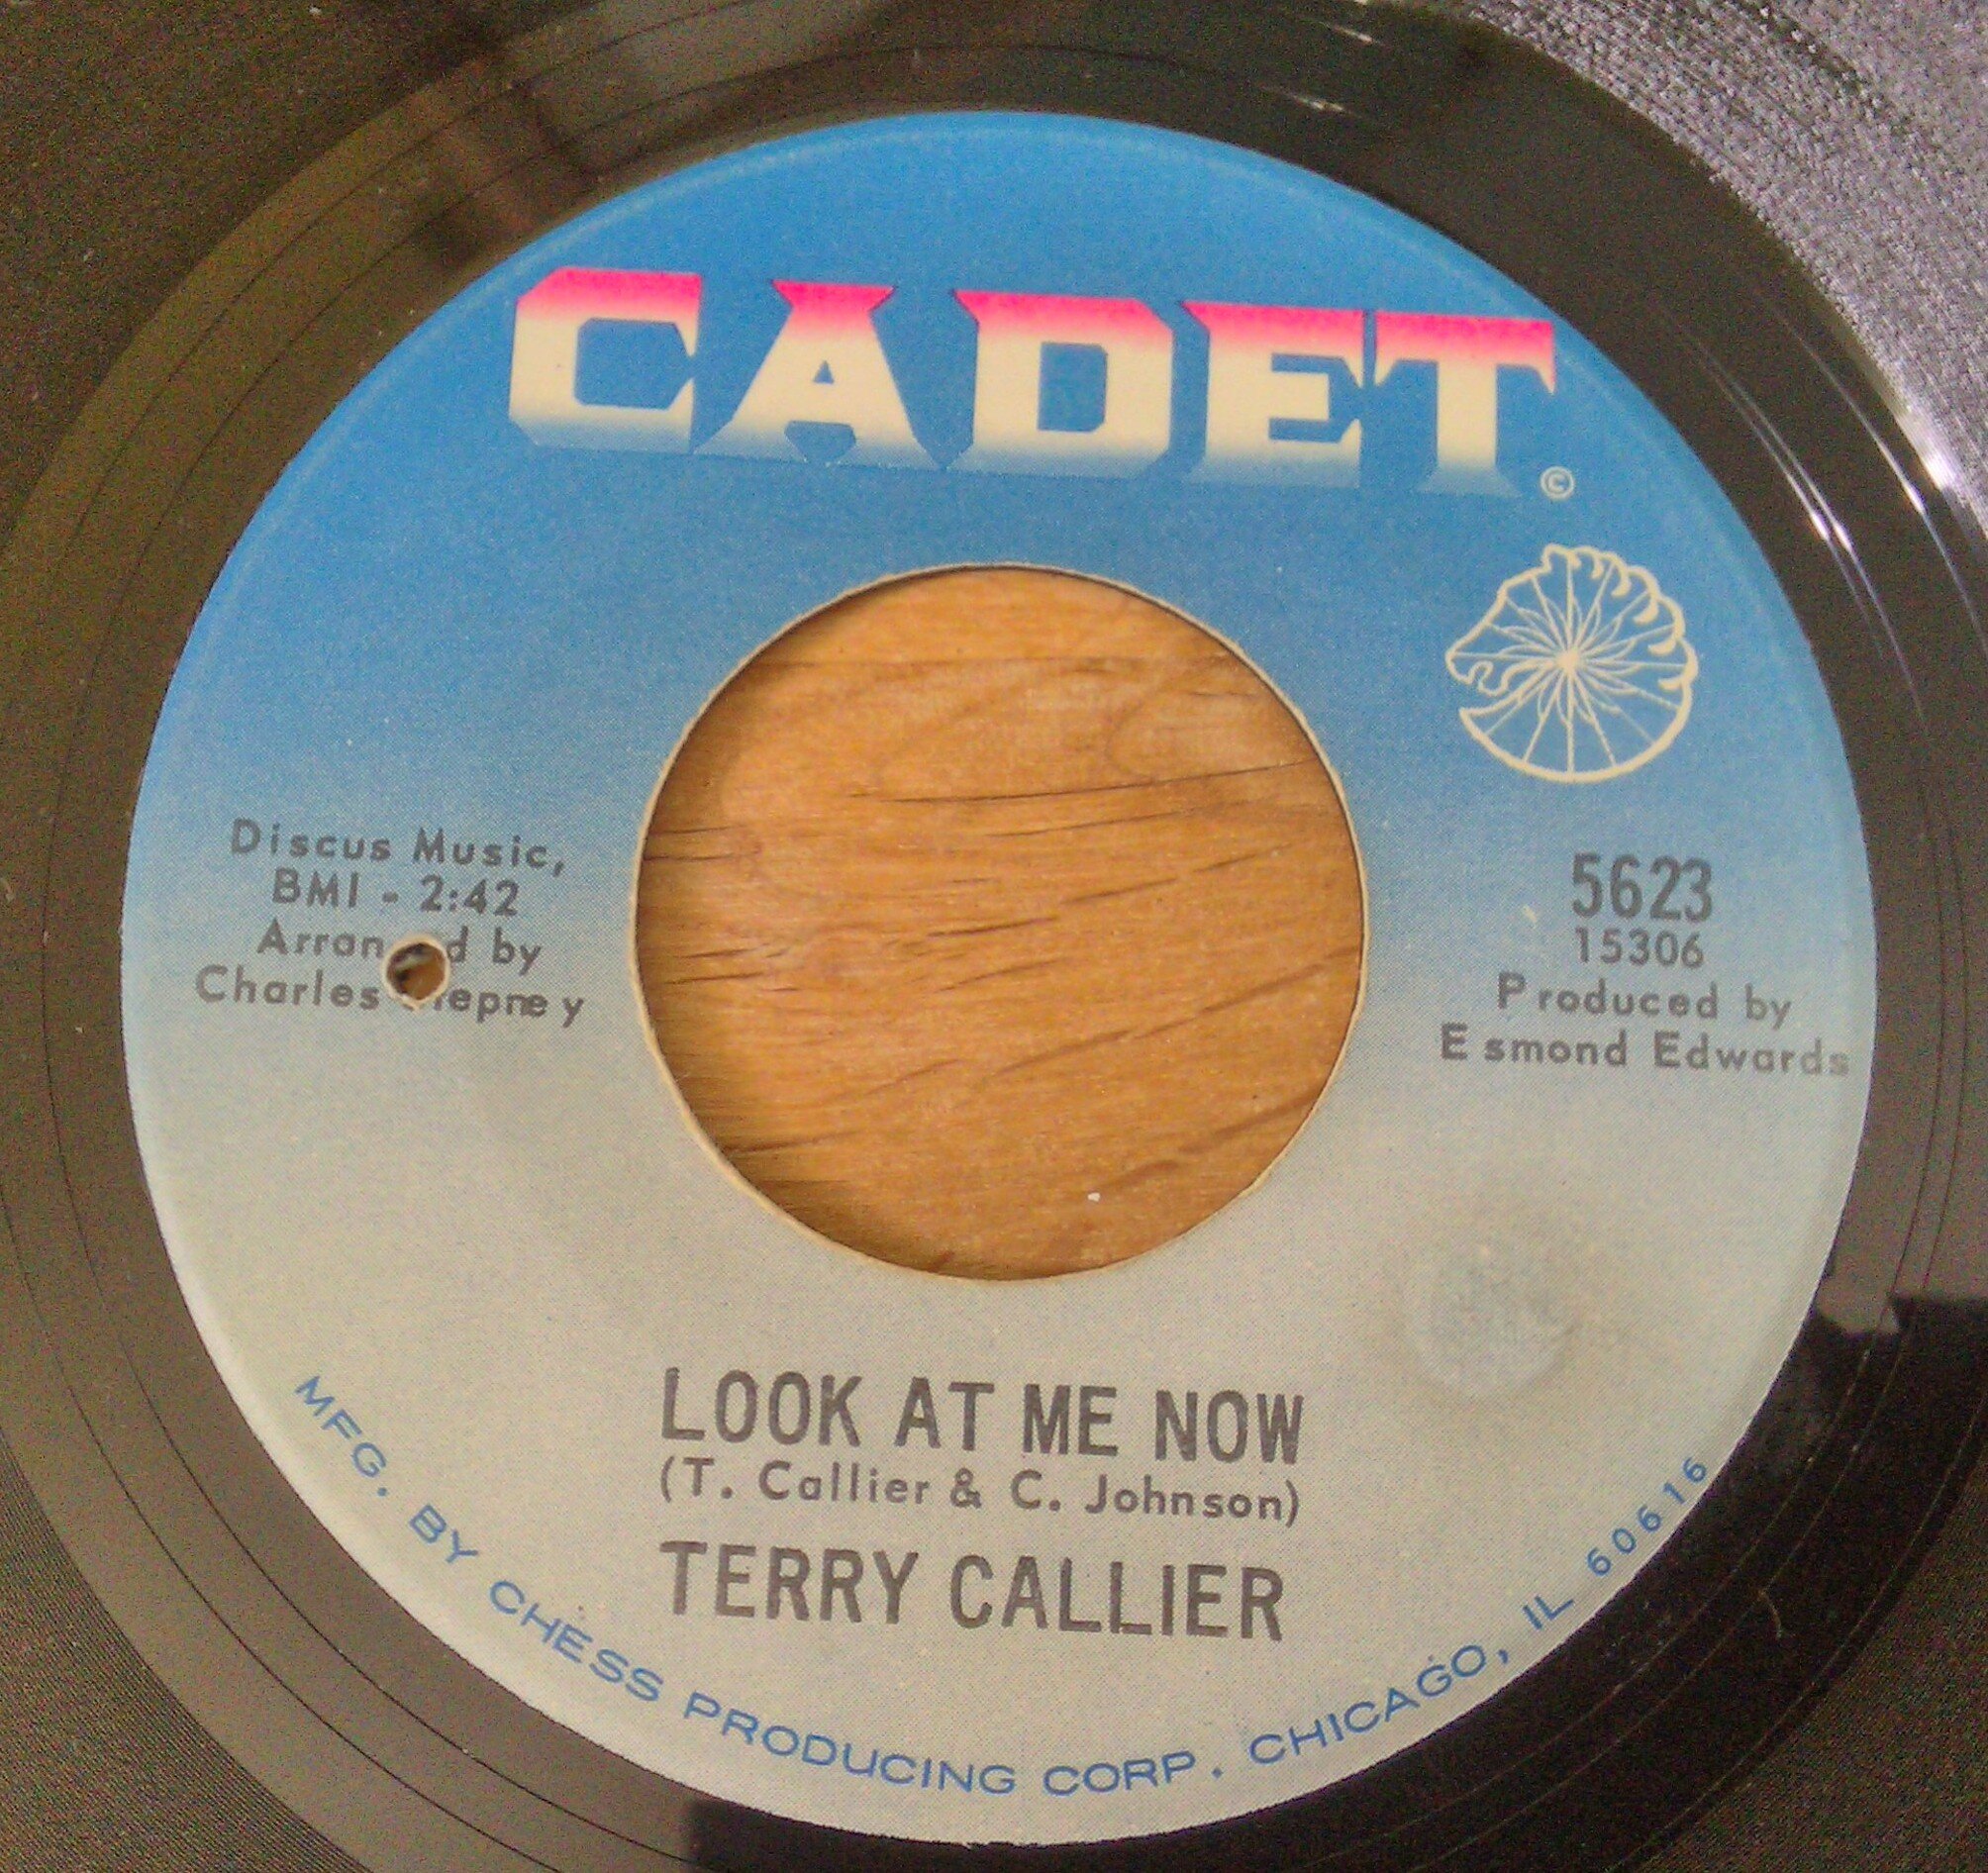 CADET
©
Discus Music,
BMI - 2:42
by
Charles
5623
15306
Produced by
Esmond Edwards
LOOK AT ME NOW
(T. Callier & C. Johnson)
TERRY CALLIER
MFG. BY CHESS PRODUCING CORP. CHICAGO, IL 60616